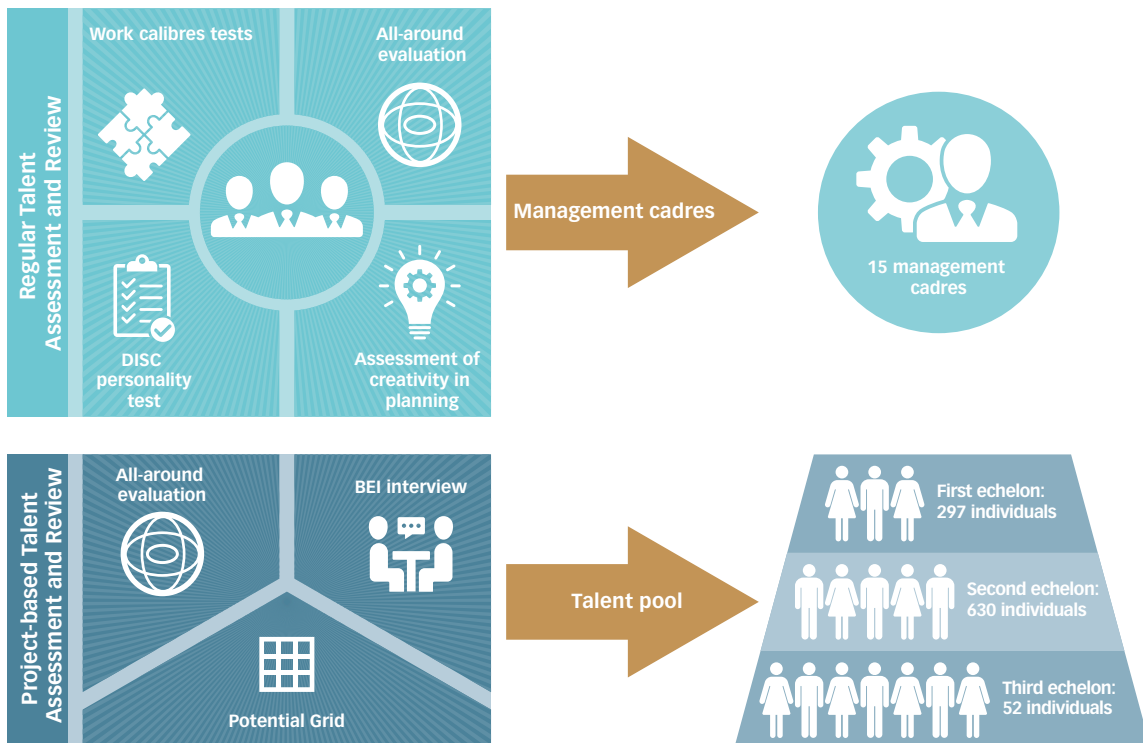 Regular Talent
Assessment and Review
Work calibres tests
All-around
evaluation
DISC
personality
test
Assessment of
creativity in
planning
Management cadres
15 management
cadres
Project-based Talent
Assessment and Review
All-around
evaluation
BEI interview
Potential Grid
Talent pool
First echelon:
297 individuals
Second echelon:
630 individuals
Third echelon:
52 individuals